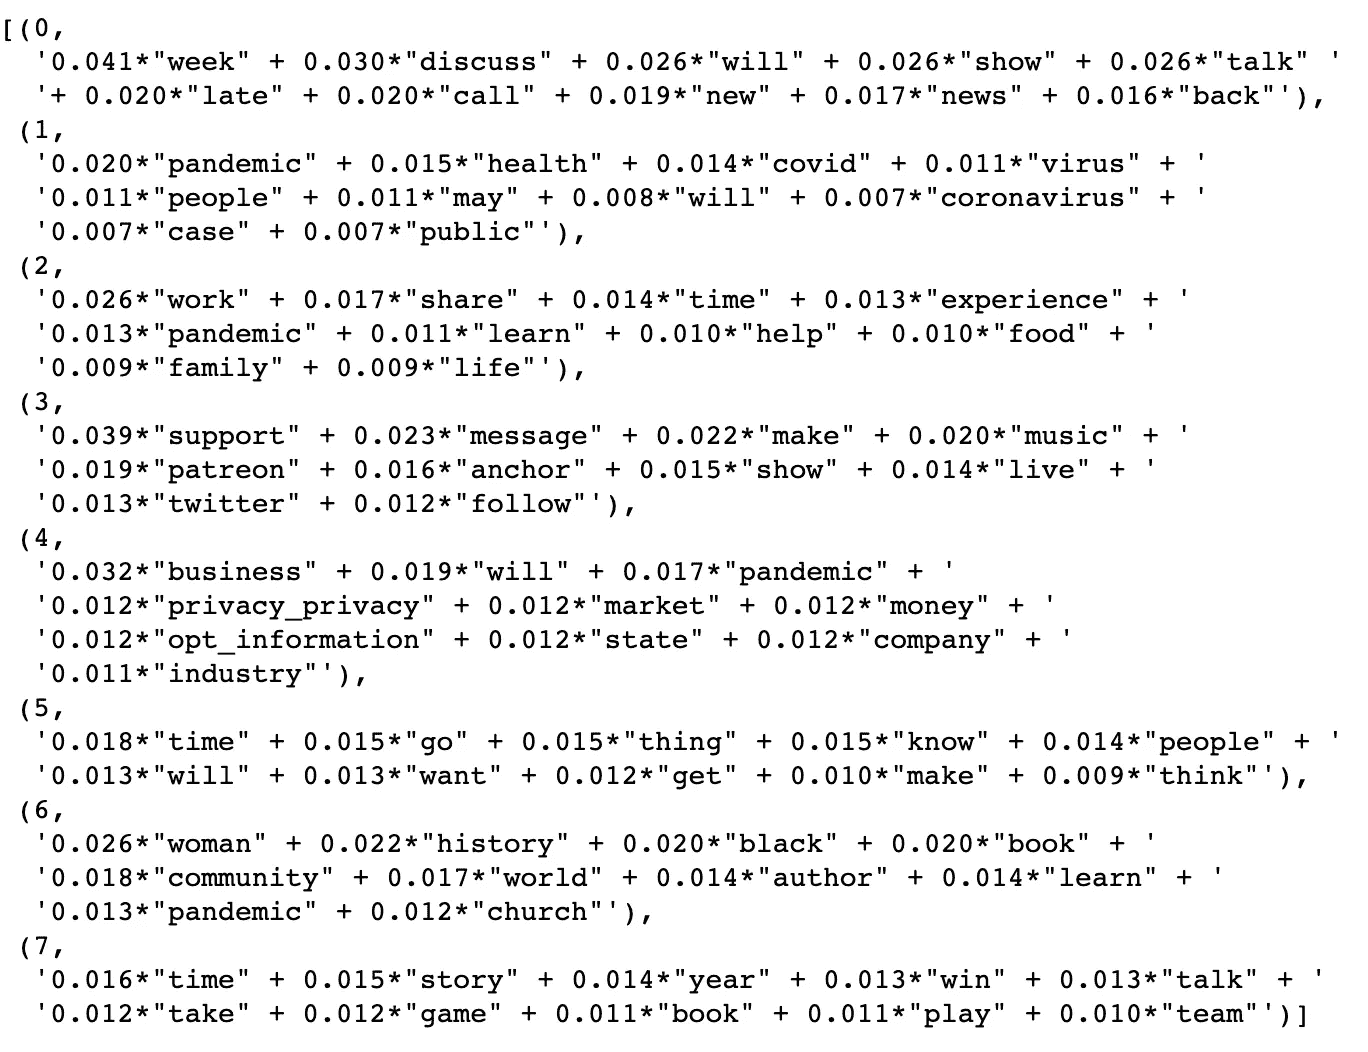 [(0,
'0.041*"week" + 0.030*"discuss" + 0.026*"will" + 0.026*"show" + 0.026*"talk" '
'+ 0.020*"late" + 0.020*"call" + 0.019*"new" + 0.017*"news" + 0.016*"back"'),
(1,
'0.020*"pandemic" + 0.015*"health" + 0.014*"covid" + 0.011*"virus" + '
'0.011*"people" + 0.011*"may" + 0.008*"will" + 0.007*"coronavirus" + '
'0.007*"case" + 0.007*"public"'),
(2,
'0.026*"work" + 0.017*"share" + 0.014*"time" + 0.013*"experience" + '
'0.013*"pandemic" + 0.011*"learn" + 0.010*"help" + 0.010*"food" + '
'0.009*"family" + 0.009*"life"'),
(3,
'0.039*"support" + 0.023*"message" + 0.022*"make" + 0.020*"music" + '
'0.019*"patreon" + 0.016*"anchor" + 0.015*"show" + 0.014*"live" + '
'0.013*"twitter" + 0.012*"follow"'),
(4,
'0.032*"business" + 0.019*"will" + 0.017*"pandemic" + '
'0.012*"privacy_privacy" + 0.012*"market" + 0.012*"money" + '
'0.012*"opt_information" + 0.012*"state" + 0.012*"company" + '
'0.011*"industry"'),
(5,
'0.018*"time" + 0.015*"go" + 0.015*"thing" + 0.015*"know" + 0.014*"people" + '
'0.013*"will" + 0.013*"want" + 0.012*"get" + 0.010*"make" + 0.009*"think"'),
(6,
'0.026*"woman" + 0.022*"history" + 0.020*"black" + 0.020*"book" + '
'0.018*"community" + 0.017*"world" + 0.014*"author" + 0.014*"learn" + '
'0.013*"pandemic" + 0.012*"church"'),
(7,
'0.016*"time" + 0.015*"story" + 0.014*"year" + 0.013*"win" + 0.013*"talk" + '
'0.012*"take" + 0.012*"game" + 0.011*"book" + 0.011*"play" + 0.010*"team"')]